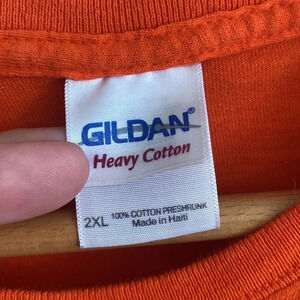 GILDAN®
Heavy Cotton
2XL 100% COTTON PRESHRUNK
Made in Haiti